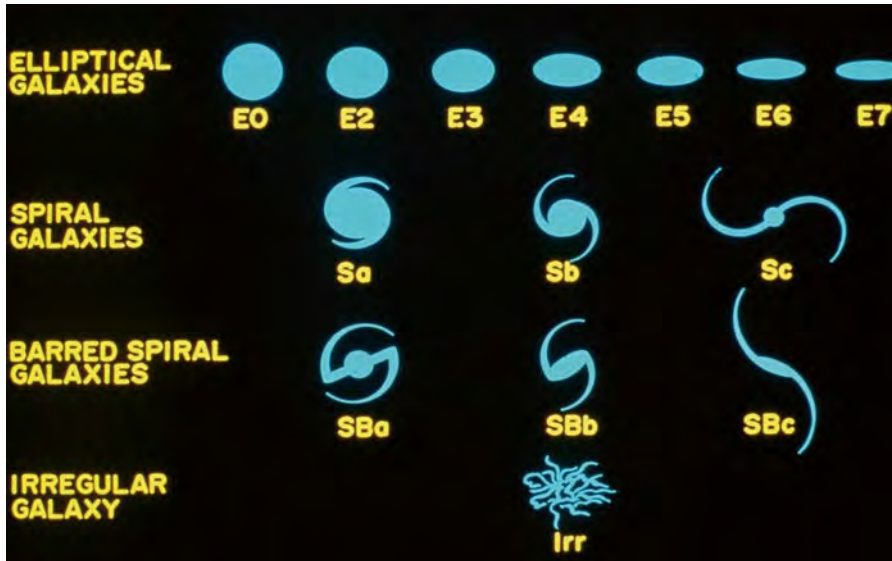 ELLIPTICAL
GALAXIES
E0 E2 E3 E4 E5 E6 E7
SPIRAL
GALAXIES
Sa Sb Sc
BARRED SPIRAL
GALAXIES
SBa SBb SBc
IRREGULAR
GALAXY
Irr